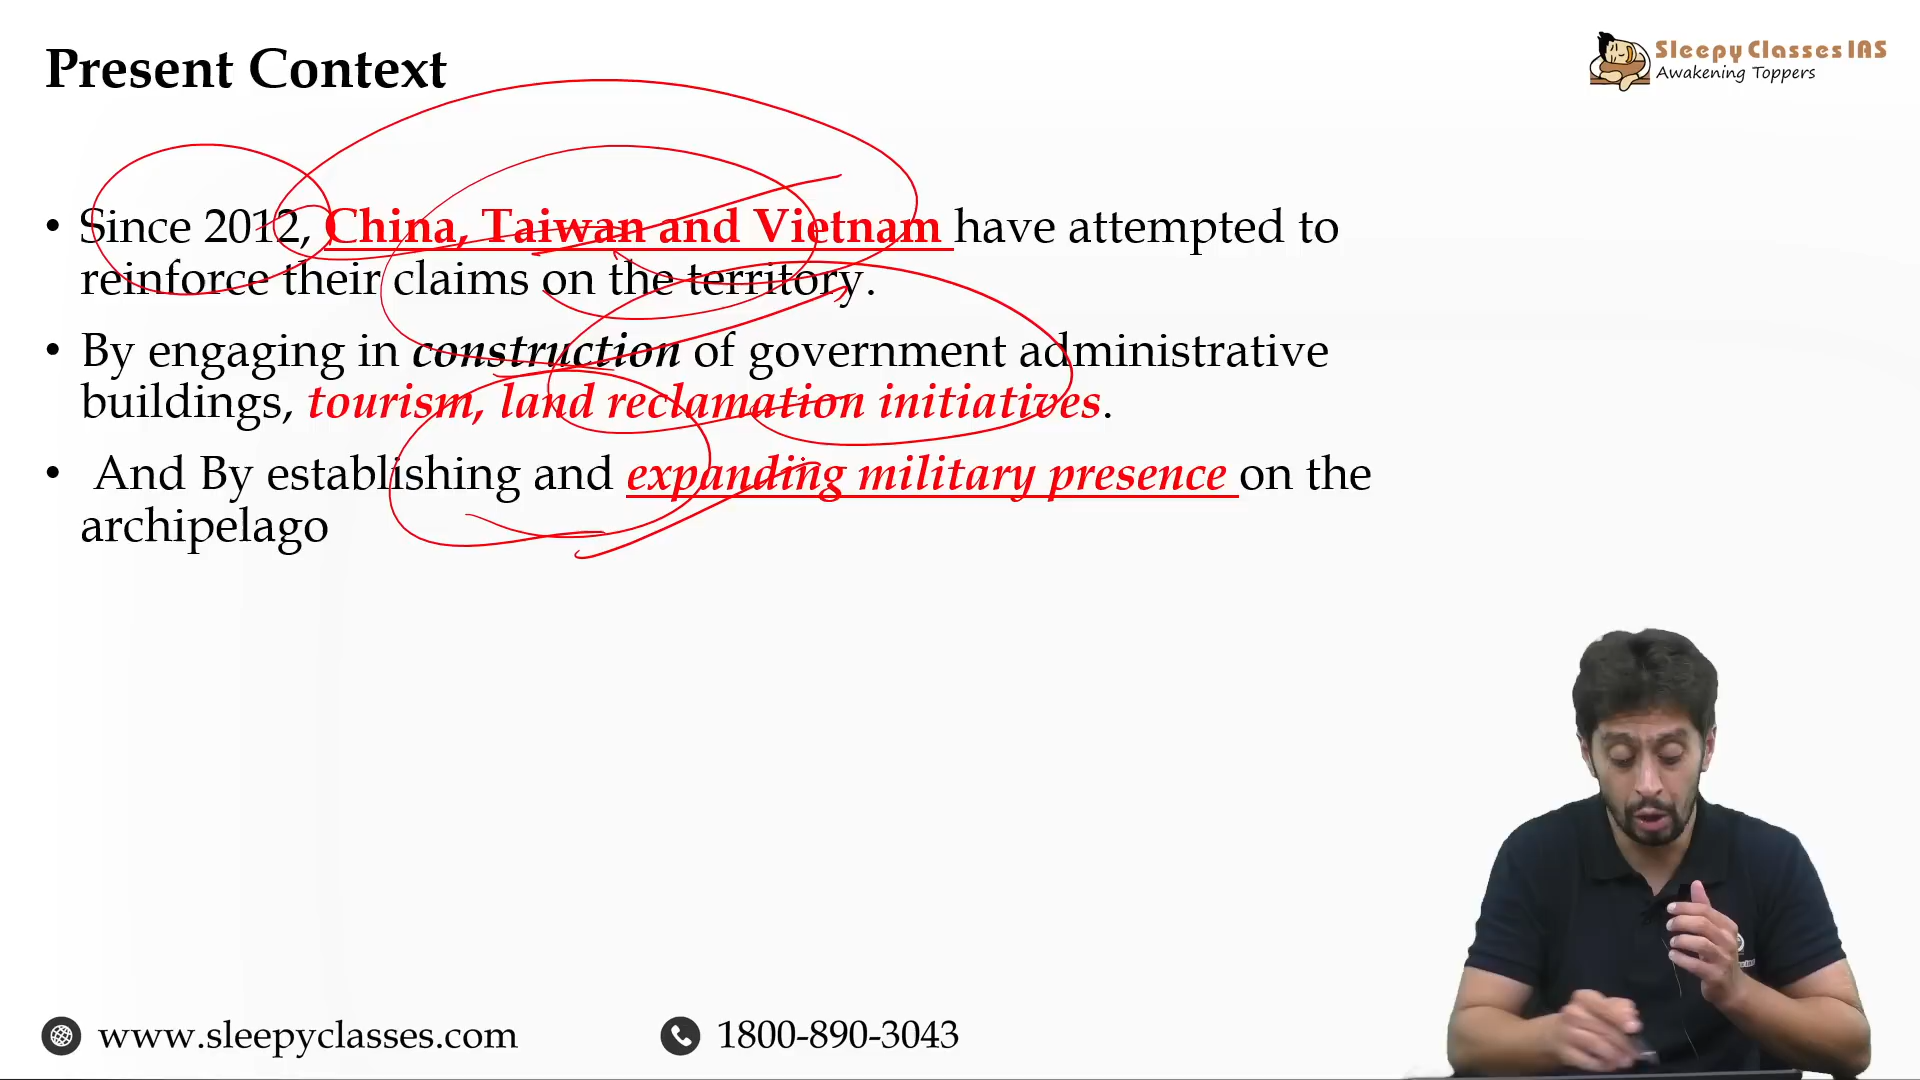 Present Context
Sleepy Classes IAS
Awakening Toppers
• Since 2012, China, Taiwan and Vietnam have attempted to
reinforce their claims on the territory.
• By engaging in construction of government administrative
buildings, tourism, land reclamation initiatives.
• And By establishing and expanding military presence on the
archipelago
www.sleepyclasses.com
1800-890-3043